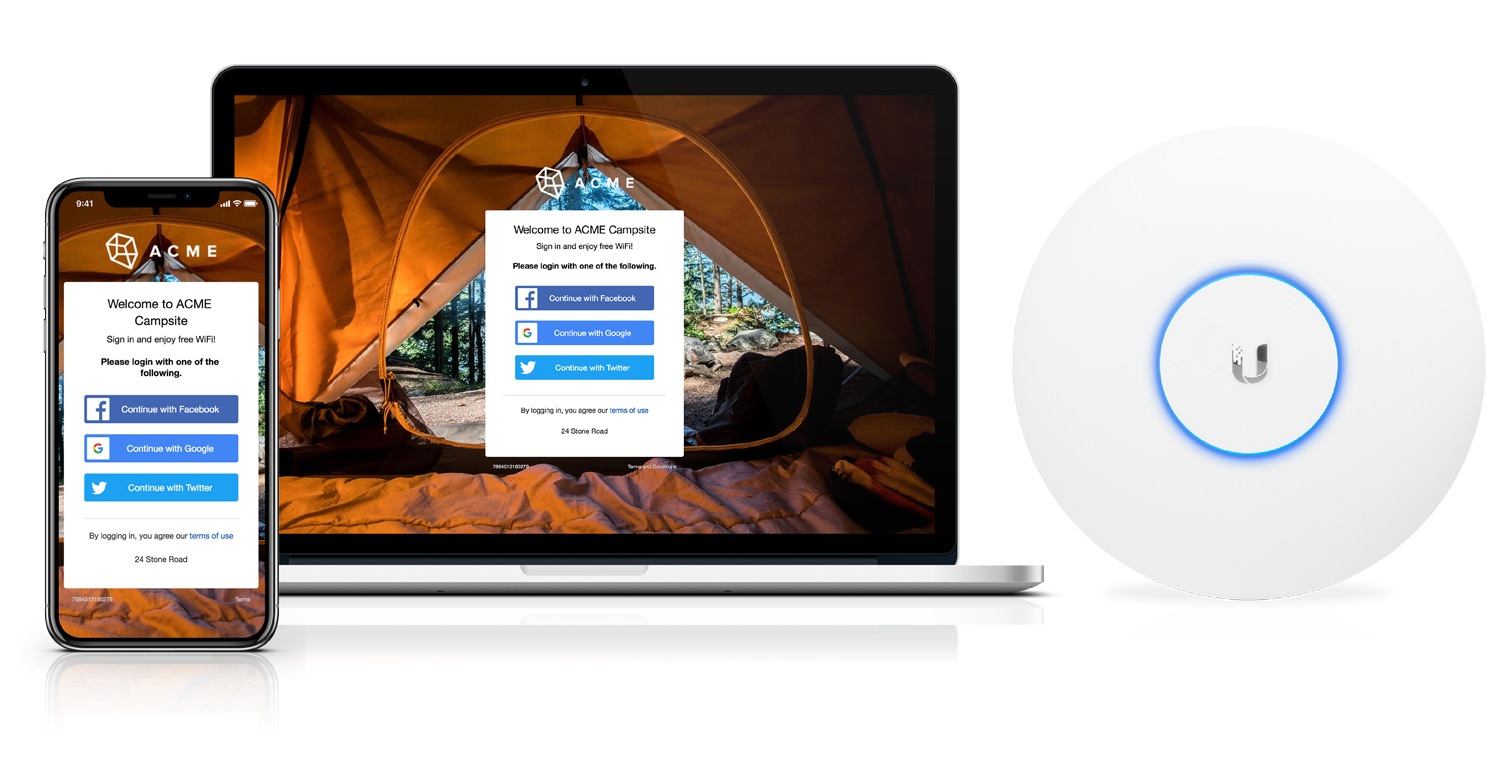 9:41
ACME
Welcome to ACME
Campsite
Sign in and enjoy free WiFi!
Please login with one of the
following.
Continue with Facebook
Continue with Google
Continue with Twitter
By logging in, you agree our terms of use
24 Stone Road
7984013180279
Terms
ACME
Welcome to ACME Campsite
Sign in and enjoy free WiFi!
Please login with one of the following.
Continue with Facebook
Continue with Google
Continue with Twitter
By logging in, you agree our terms of use
24 Stone Road
7984013180279
Terms and Conditions